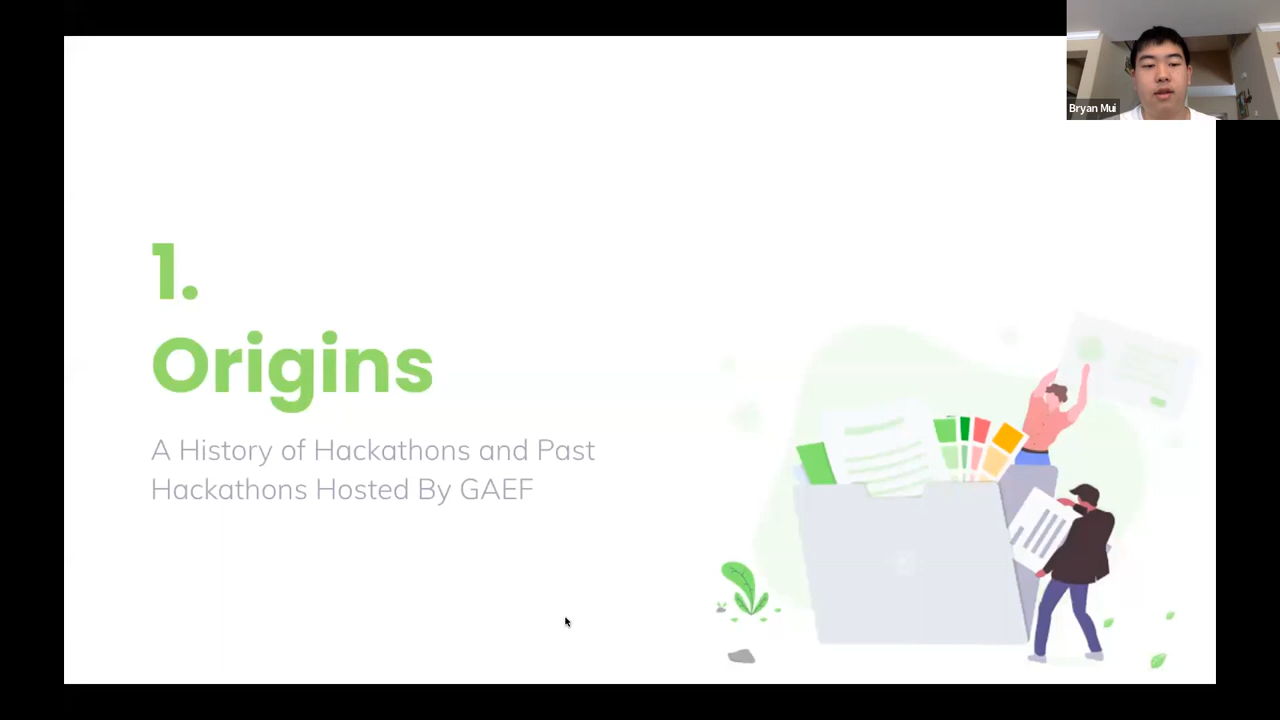 Bryan Mui
1.
Origins
A History of Hackathons and Past
Hackathons Hosted By GAEF